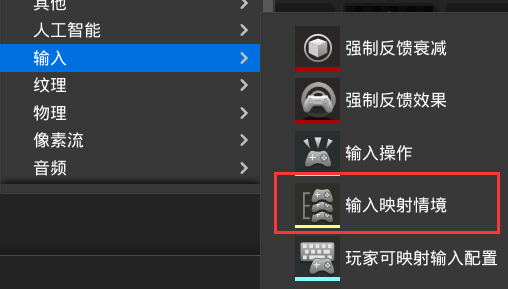 其他
人工智能
输入
纹理
物理
像素流
音频
强制反馈衰减
强制反馈效果
输入操作
输入映射情境
玩家可映射输入配置